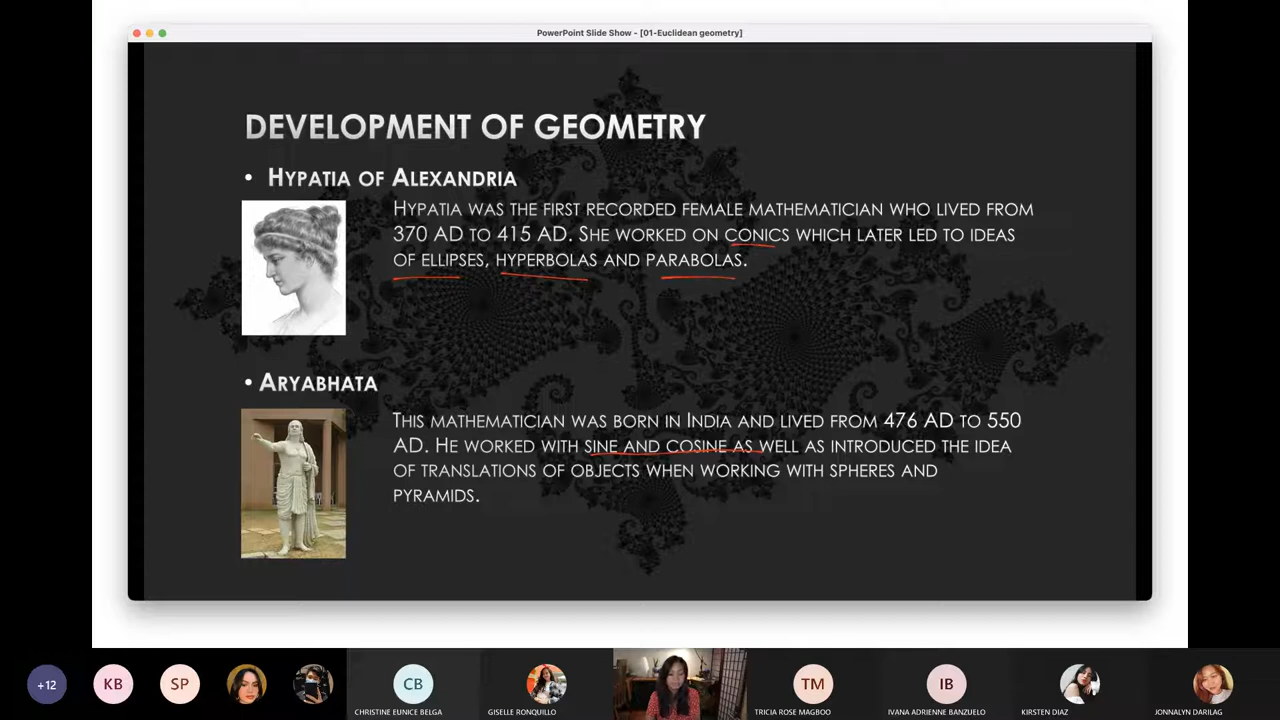 PowerPoint Slide Show - [01-Euclidean geometry]
DEVELOPMENT OF GEOMETRY
• HYPATIA OF ALEXANDRIA
HYPATIA WAS THE FIRST RECORDED FEMALE MATHEMATICIAN WHO LIVED FROM
370 AD TO 415 AD. SHE WORKED ON CONICS WHICH LATER LED TO IDEAS
OF ELLIPSES, HYPERBOLAS AND PARABOLAS.
• ARYABHATA
THIS MATHEMATICIAN WAS BORN IN INDIA AND LIVED FROM 476 AD TO 550
AD. HE WORKED WITH SINE AND COSINE AS WELL AS INTRODUCED THE IDEA
OF TRANSLATIONS OF OBJECTS WHEN WORKING WITH SPHERES AND
PYRAMIDS.
+12
KB
SP
CB
TM
IB
CHRISTINE EUNICE BELGA
GISELLE RONQUILLO
TRICIA ROSE MAGBOO
IVANA ADRIENNE BANZUELO
KIRSTEN DIAZ
JONNALYN DARILAG